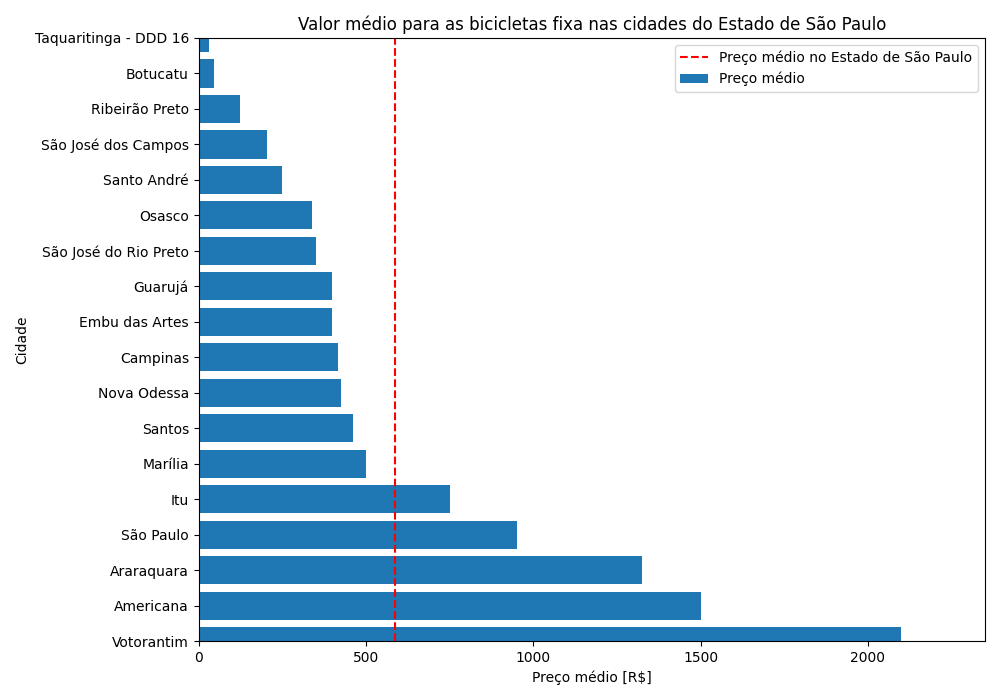 Valor médio para as bicicletas fixa nas cidades do Estado de São Paulo
Preço médio no Estado de São Paulo
Preço médio
Cidade
Taquaritinga - DDD 16
Botucatu
Ribeirão Preto
São José dos Campos
Santo André
Osasco
São José do Rio Preto
Guarujá
Embu das Artes
Campinas
Nova Odessa
Santos
Marília
Itu
São Paulo
Araraquara
Americana
Votorantim
0 500 1000 1500 2000
Preço médio [R$]